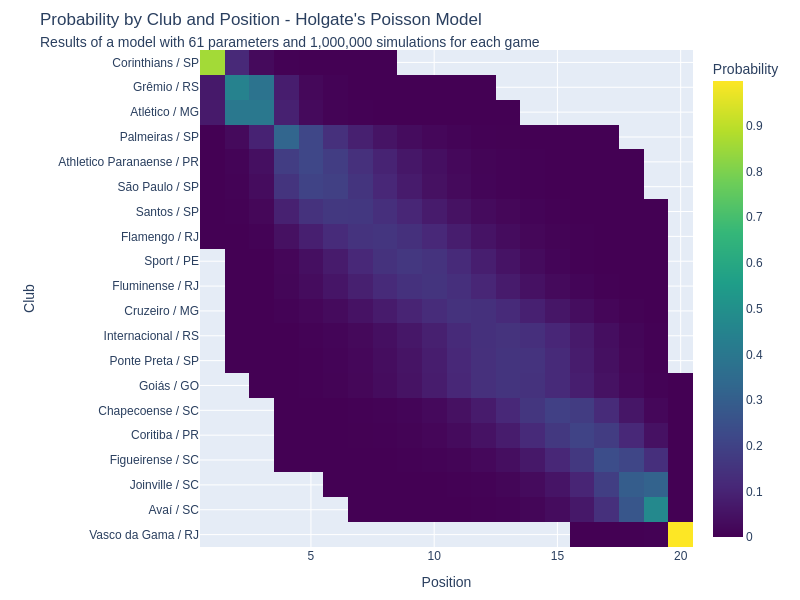 Probability by Club and Position - Holgate's Poisson Model
Results of a model with 61 parameters and 1,000,000 simulations for each game
Probability
Club
Corinthians / SP
Grêmio / RS
Atlético / MG
Palmeiras / SP
Athletico Paranaense / PR
São Paulo / SP
Santos / SP
Flamengo / RJ
Sport / PE
Fluminense / RJ
Cruzeiro / MG
Internacional / RS
Ponte Preta / SP
Goiás / GO
Chapecoense / SC
Coritiba / PR
Figueirense / SC
Joinville / SC
Avaí / SC
Vasco da Gama / RJ
5
10
15
20
Position
0.9
0.8
0.7
0.6
0.5
0.4
0.3
0.2
0.1
0